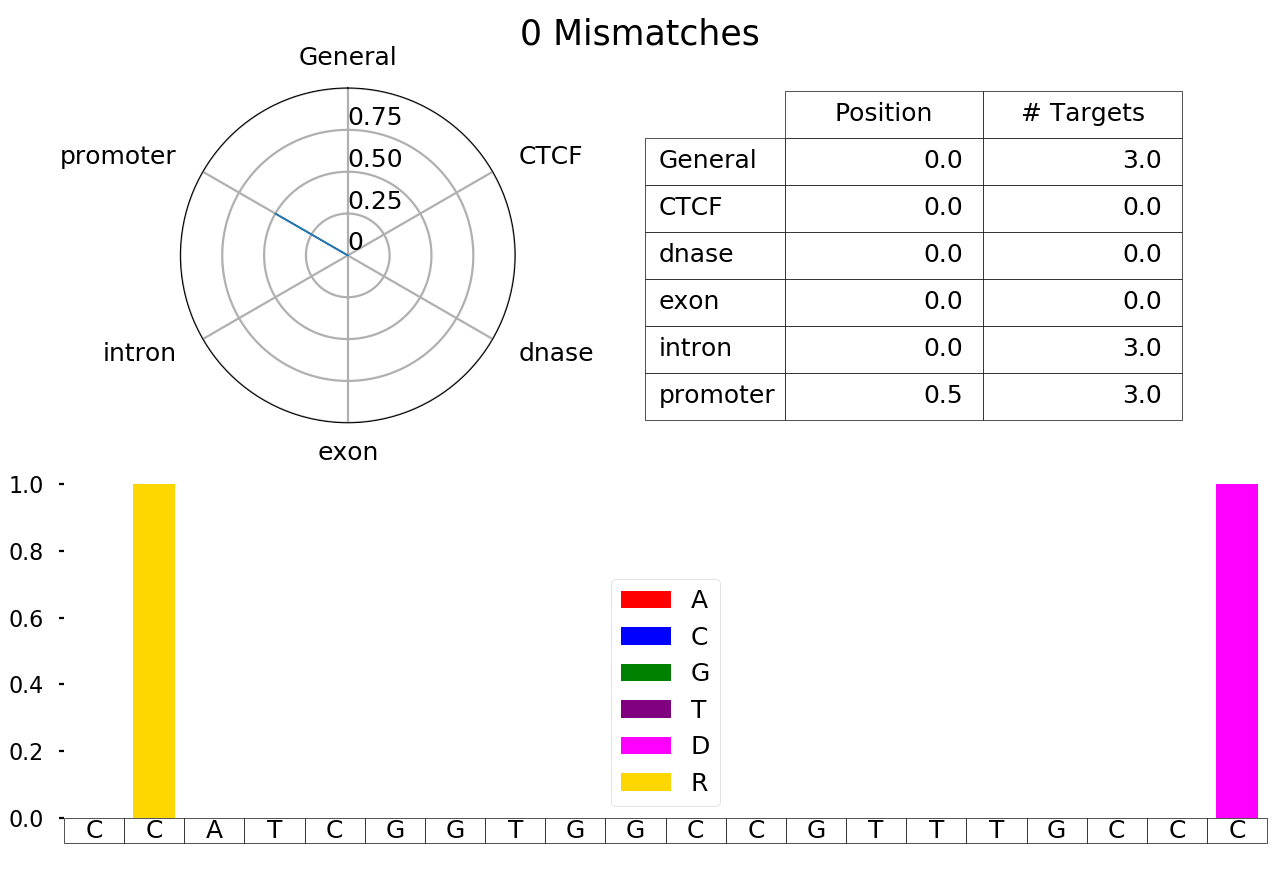 0 Mismatches
General
promoter
CTCF
0.75
0.50
0.25
0
intron
dnase
exon
Position # Targets
General 0.0 3.0
CTCF 0.0 0.0
dnase 0.0 0.0
exon 0.0 0.0
intron 0.0 3.0
promoter 0.5 3.0
1.0
0.8
0.6
0.4
0.2
0.0
A
C
G
T
D
R
C C A T C G G T G G C C G T T T G C C C